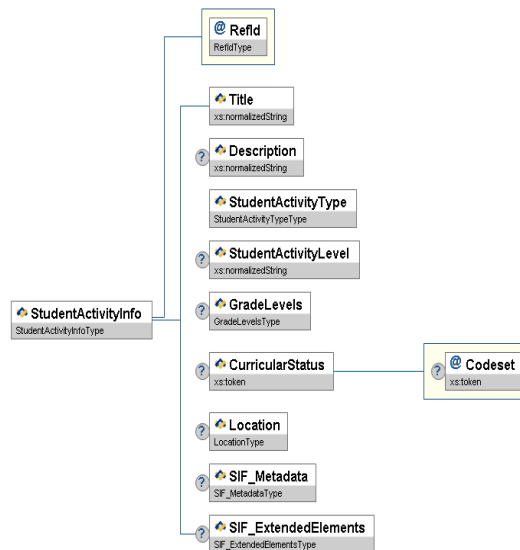 @ RefId
RefIdType
Title
xs:normalizedString
? Description
xs:normalizedString
StudentActivityType
StudentActivityTypeType
? StudentActivityLevel
xs:normalizedString
StudentActivityInfo
StudentActivityInfoType
? GradeLevels
GradeLevelsType
? CurricularStatus
xs:token
? @ Codeset
xs:token
? Location
LocationType
? SIF_Metadata
SIF_MetadataType
? SIF_ExtendedElements
SIF_ExtendedElementsType